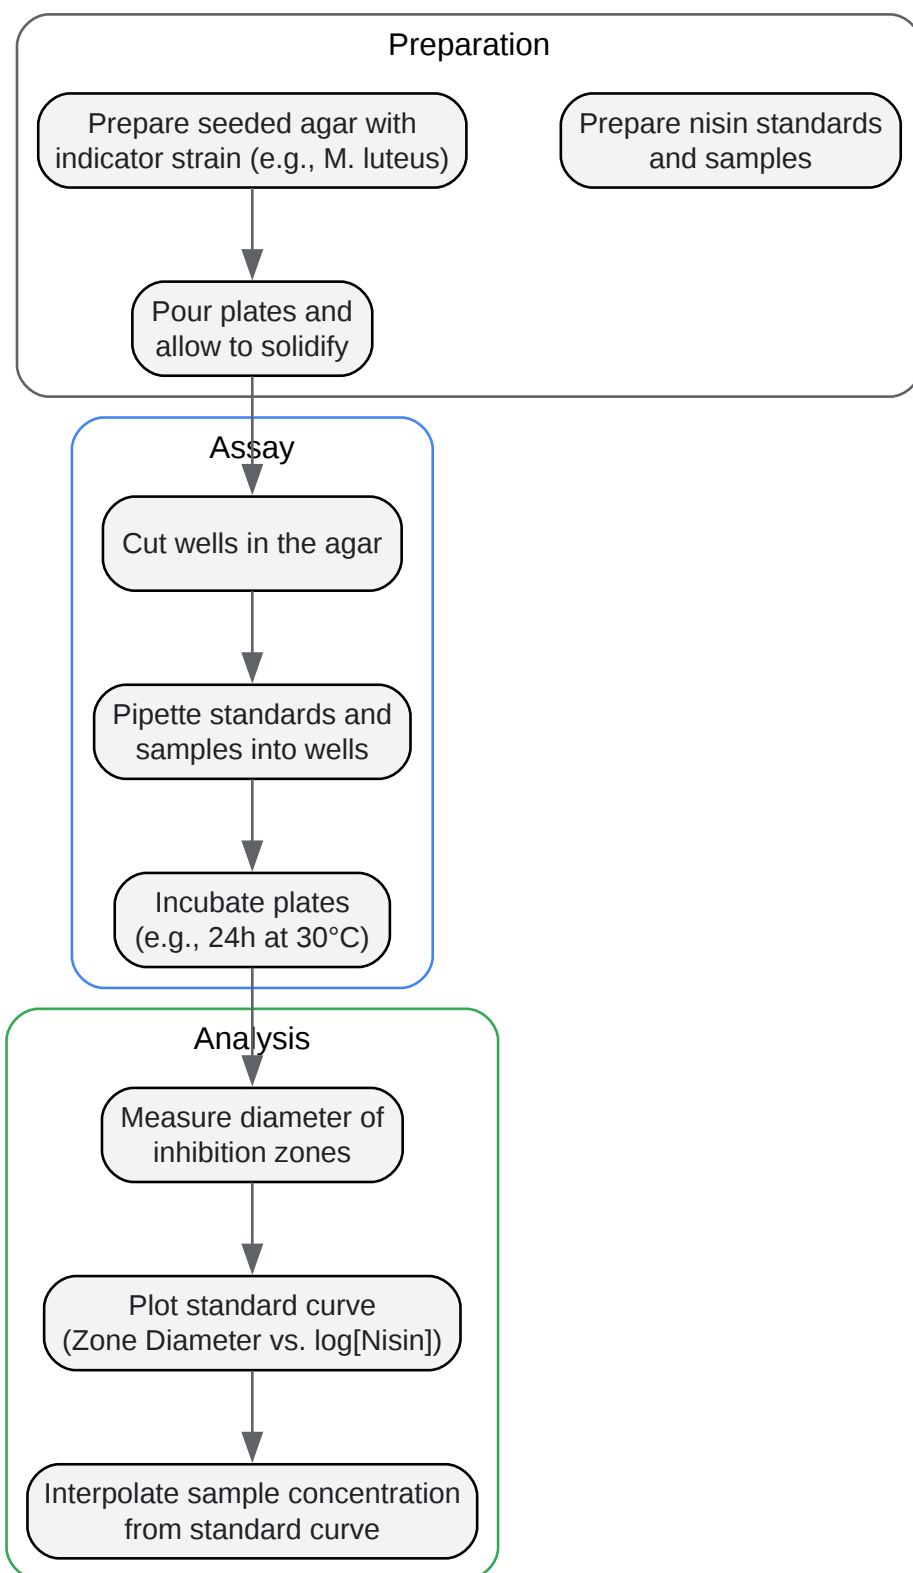 Preparation
Prepare seeded agar with
indicator strain (e.g., M. luteus)
Prepare nisin standards
and samples
Pour plates and
allow to solidify
Assay
Cut wells in the agar
Pipette standards and
samples into wells
Incubate plates
(e.g., 24h at 30°C)
Analysis
Measure diameter of
inhibition zones
Plot standard curve
(Zone Diameter vs. log[Nisin])
Interpolate sample concentration
from standard curve